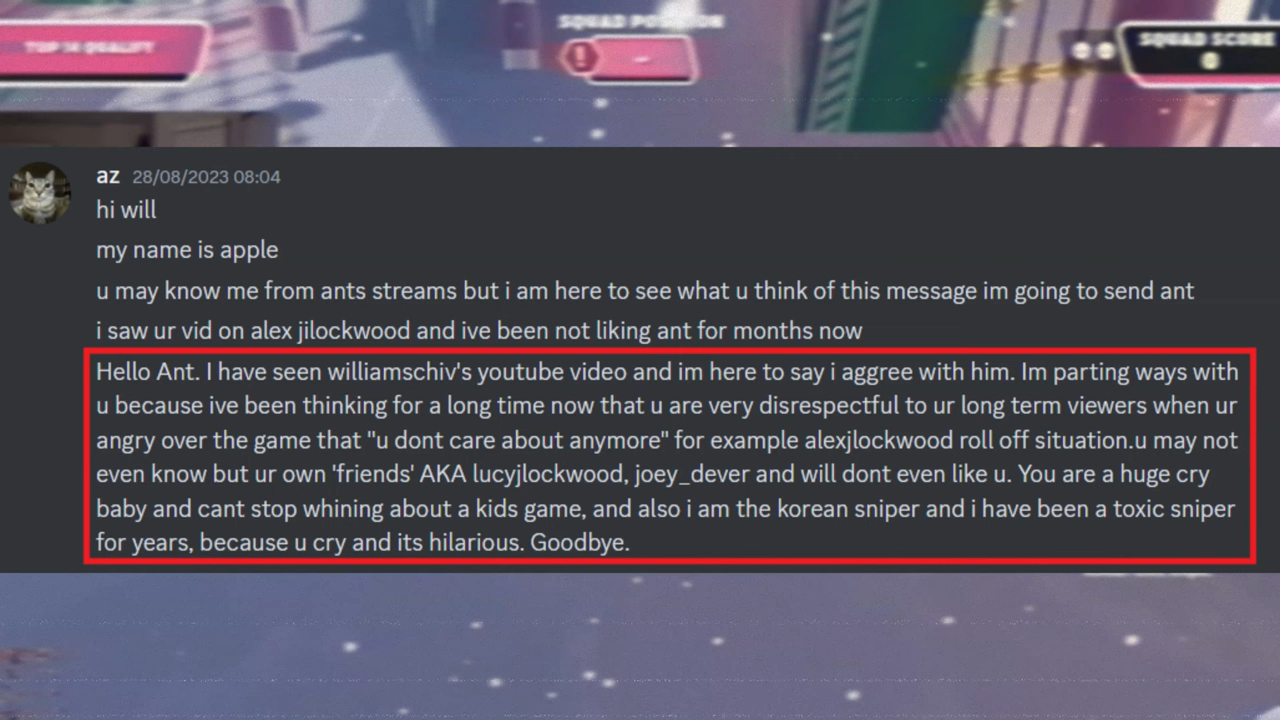 TOP 14 QUALIFY
SQUAD POSITION
SQUAD SCORE
0
az 28/08/2023 08:04
hi will
my name is apple
u may know me from ants streams but i am here to see what u think of this message im going to send ant
i saw ur vid on alex jilockwood and ive been not liking ant for months now
Hello Ant. I have seen williamschiv's youtube video and im here to say i aggree with him. Im parting ways with
u because ive been thinking for a long time now that u are very disrespectful to ur long term viewers when ur
angry over the game that "u dont care about anymore" for example alexjlockwood roll off situation.u may not
even know but ur own 'friends' AKA lucyjlockwood, joey_dever and will dont even like u. You are a huge cry
baby and cant stop whining about a kids game, and also i am the korean sniper and i have been a toxic sniper
for years, because u cry and its hilarious. Goodbye.